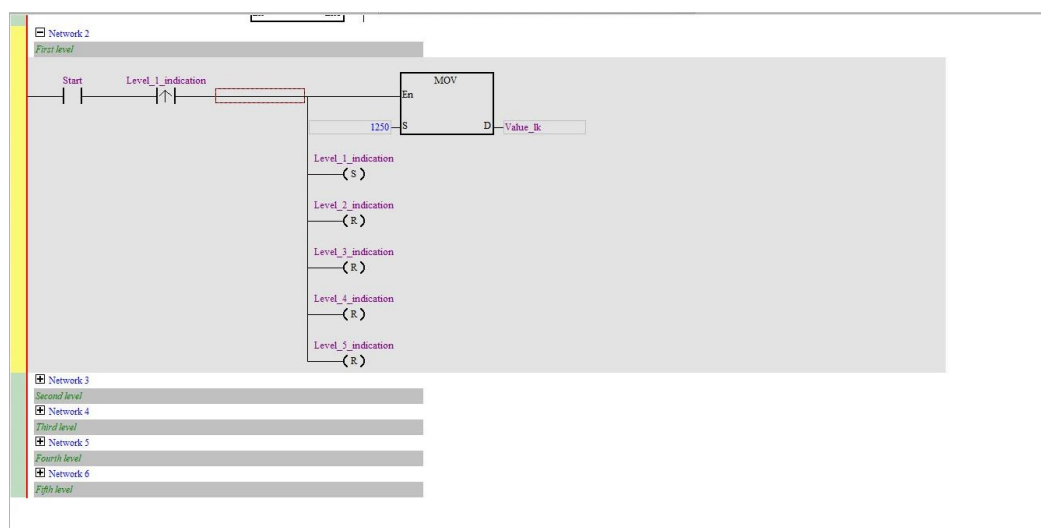 Network 2
First level
Start
Level_1_indication
MOV
En
1250
S
D
Value_lk
Level_1_indication
S
Level_2_indication
R
Level_3_indication
R
Level_4_indication
R
Level_5_indication
R
Network 3
Second level
Network 4
Third level
Network 5
Fourth level
Network 6
Fifth level